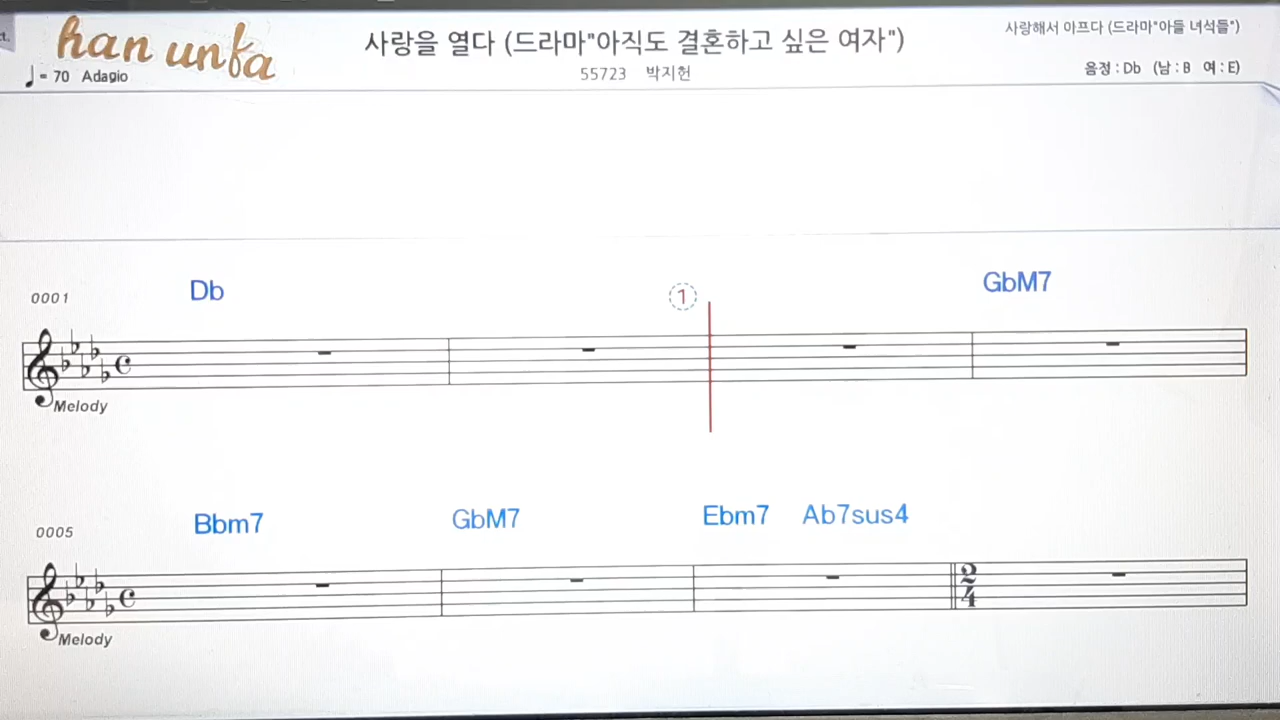 ct.
han unfa
사랑을 열다 (드라마"아직도 결혼하고 싶은 여자")
사랑해서 아프다 (드라마"아들 녀석들")
♩= 70 Adagio
55723 박지헌
음정 : Db (남 : B 여 : E)
0001
Db
1
GbM7
Melody
0005
Bbm7
GbM7
Ebm7
Ab7sus4
2
4
Melody